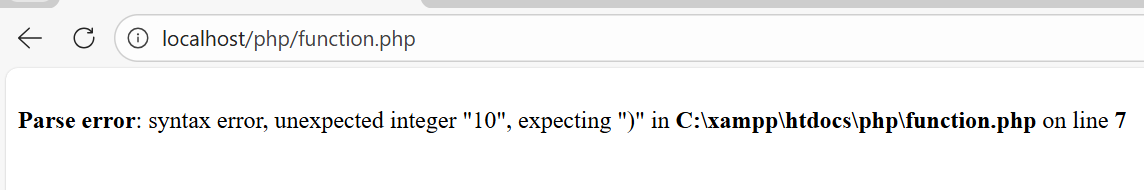 localhost/php/function.php
Parse error: syntax error, unexpected integer "10", expecting ")" in C:\xampp\htdocs\php\function.php on line 7